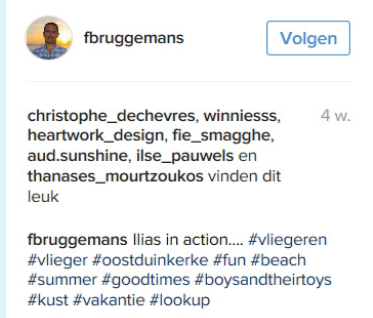 fbruggemans
Volgen
christophe_dechevres, winniesss, 4 w.
heartwork_design, fie_smagghe,
aud.sunshine, ilse_pauwels en
thanases_mourtzoukos vinden dit
leuk
fbruggemans Ilias in action.... #vliegeren
#vlieger #oostduinkerke #fun #beach
#summer #goodtimes #boysandtheirtoys
#kust #vakantie #lookup